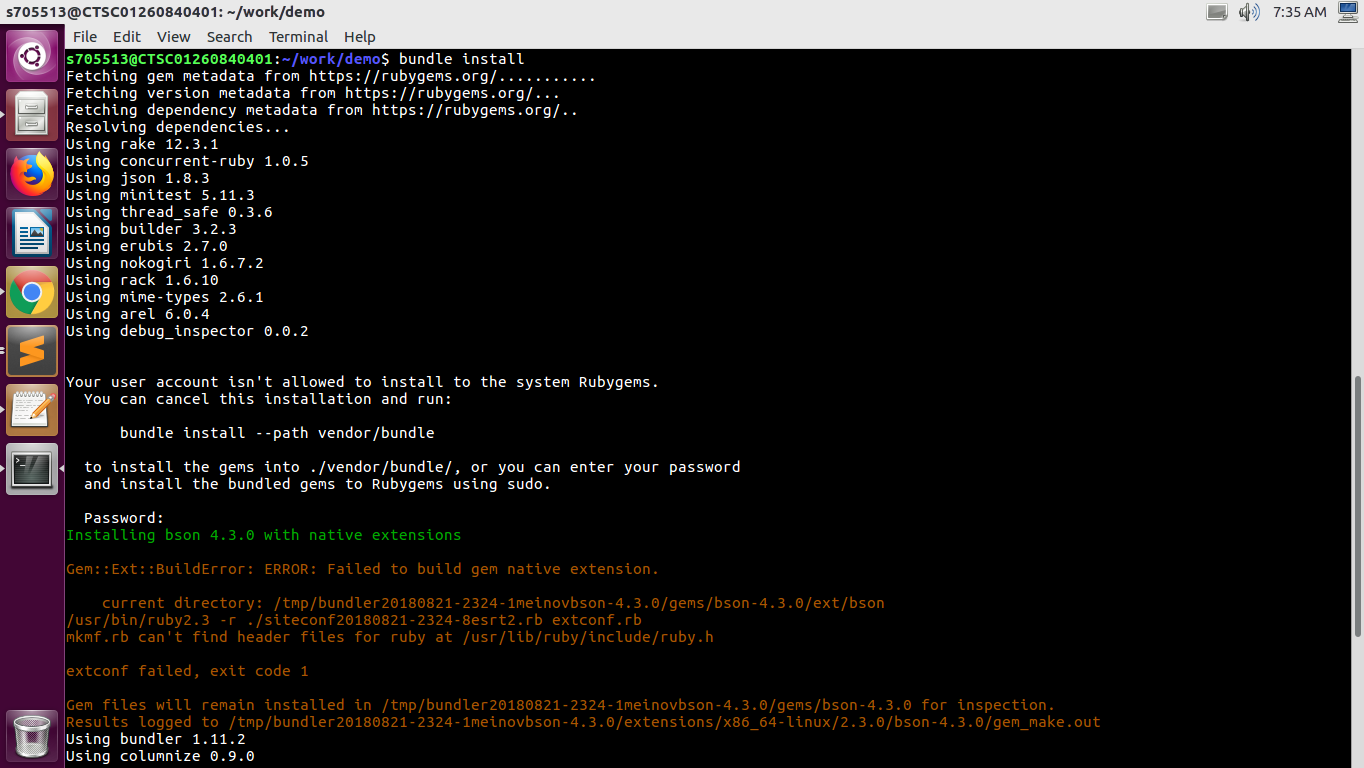 s705513@CTSC01260840401: ~/work/demo
7:35 AM
File Edit View Search Terminal Help
s705513@CTSC01260840401:~/work/demo$ bundle install
Fetching gem metadata from https://rubygems.org/...........
Fetching version metadata from https://rubygems.org/...
Fetching dependency metadata from https://rubygems.org/..
Resolving dependencies...
Using rake 12.3.1
Using concurrent-ruby 1.0.5
Using json 1.8.3
Using minitest 5.11.3
Using thread_safe 0.3.6
Using builder 3.2.3
Using erubis 2.7.0
Using nokogiri 1.6.7.2
Using rack 1.6.10
Using mime-types 2.6.1
Using arel 6.0.4
Using debug_inspector 0.0.2
Your user account isn't allowed to install to the system Rubygems.
You can cancel this installation and run:
bundle install --path vendor/bundle
to install the gems into ./vendor/bundle/, or you can enter your password
and install the bundled gems to Rubygems using sudo.
Password:
Installing bson 4.3.0 with native extensions
Gem::Ext::BuildError: ERROR: Failed to build gem native extension.
current directory: /tmp/bundler20180821-2324-1meinovbson-4.3.0/gems/bson-4.3.0/ext/bson
/usr/bin/ruby2.3 -r ./siteconf20180821-2324-8esrt2.rb extconf.rb
mkmf.rb can't find header files for ruby at /usr/lib/ruby/include/ruby.h
extconf failed, exit code 1
Gem files will remain installed in /tmp/bundler20180821-2324-1meinovbson-4.3.0/gems/bson-4.3.0 for inspection.
Results logged to /tmp/bundler20180821-2324-1meinovbson-4.3.0/extensions/x86_64-linux/2.3.0/bson-4.3.0/gem_make.out
Using bundler 1.11.2
Using columnize 0.9.0